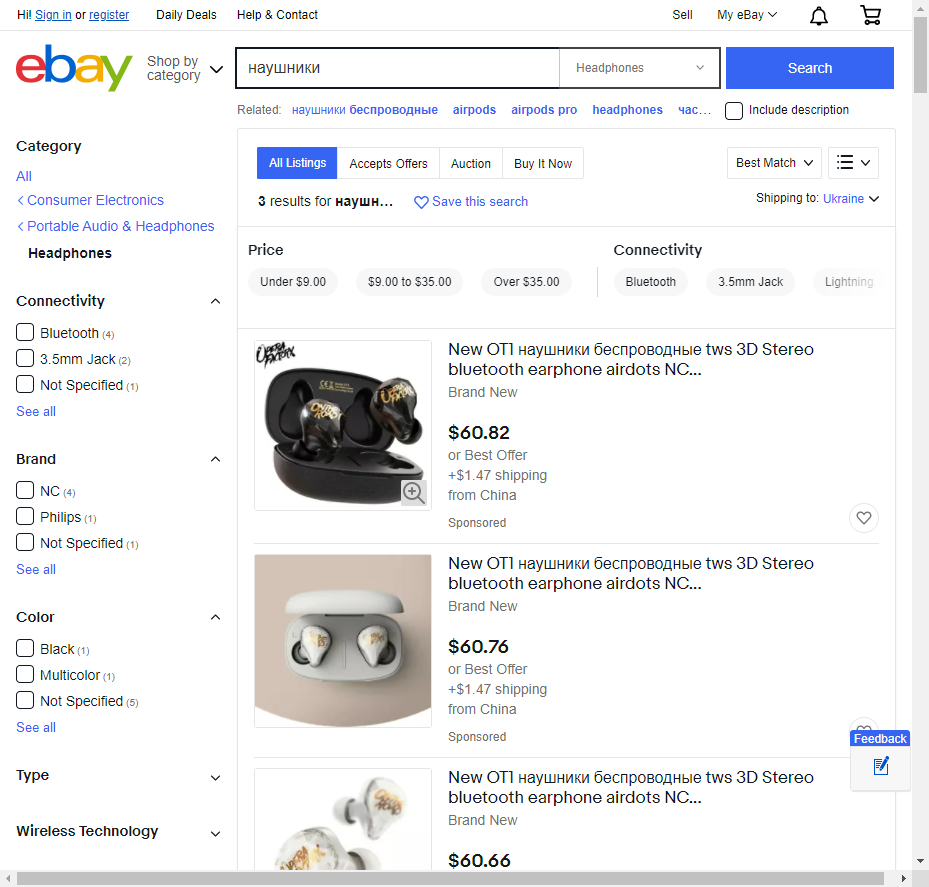 Hi! Sign in or register
Daily Deals
Help & Contact
Sell
My eBay
ebay
Shop by category
наушники
Headphones
Search
Related: наушники беспроводные airpods airpods pro headphones час...
Include description
Category
All
Consumer Electronics
Portable Audio & Headphones
Headphones
Connectivity
Bluetooth (4)
3.5mm Jack (2)
Not Specified (1)
See all
Brand
NC (4)
Philips (1)
Not Specified (1)
See all
Color
Black (1)
Multicolor (1)
Not Specified (5)
See all
Type
Wireless Technology
All Listings
Accepts Offers
Auction
Buy It Now
Best Match
3 results for наушн...
Save this search
Shipping to: Ukraine
Price
Under $9.00
$9.00 to $35.00
Over $35.00
Connectivity
Bluetooth
3.5mm Jack
Lightning
OPERA FACTORY
New OT1 наушники беспроводные tws 3D Stereo
bluetooth earphone airdots NC...
Brand New
$60.82
or Best Offer
+$1.47 shipping
from China
Sponsored
New OT1 наушники беспроводные tws 3D Stereo
bluetooth earphone airdots NC...
Brand New
$60.76
or Best Offer
+$1.47 shipping
from China
Sponsored
Feedback
New OT1 наушники беспроводные tws 3D Stereo
bluetooth earphone airdots NC...
Brand New
$60.66